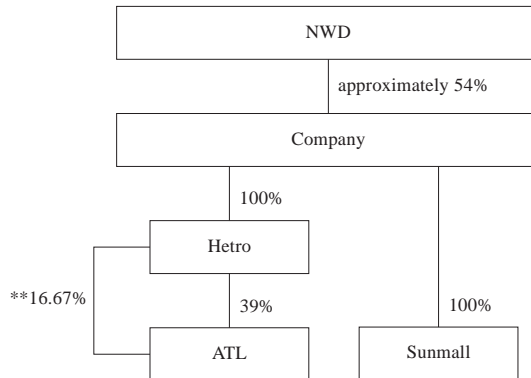 NWD
approximately 54%
Company
100%
Hetro
**16.67%
39%
100%
ATL
Sunmall